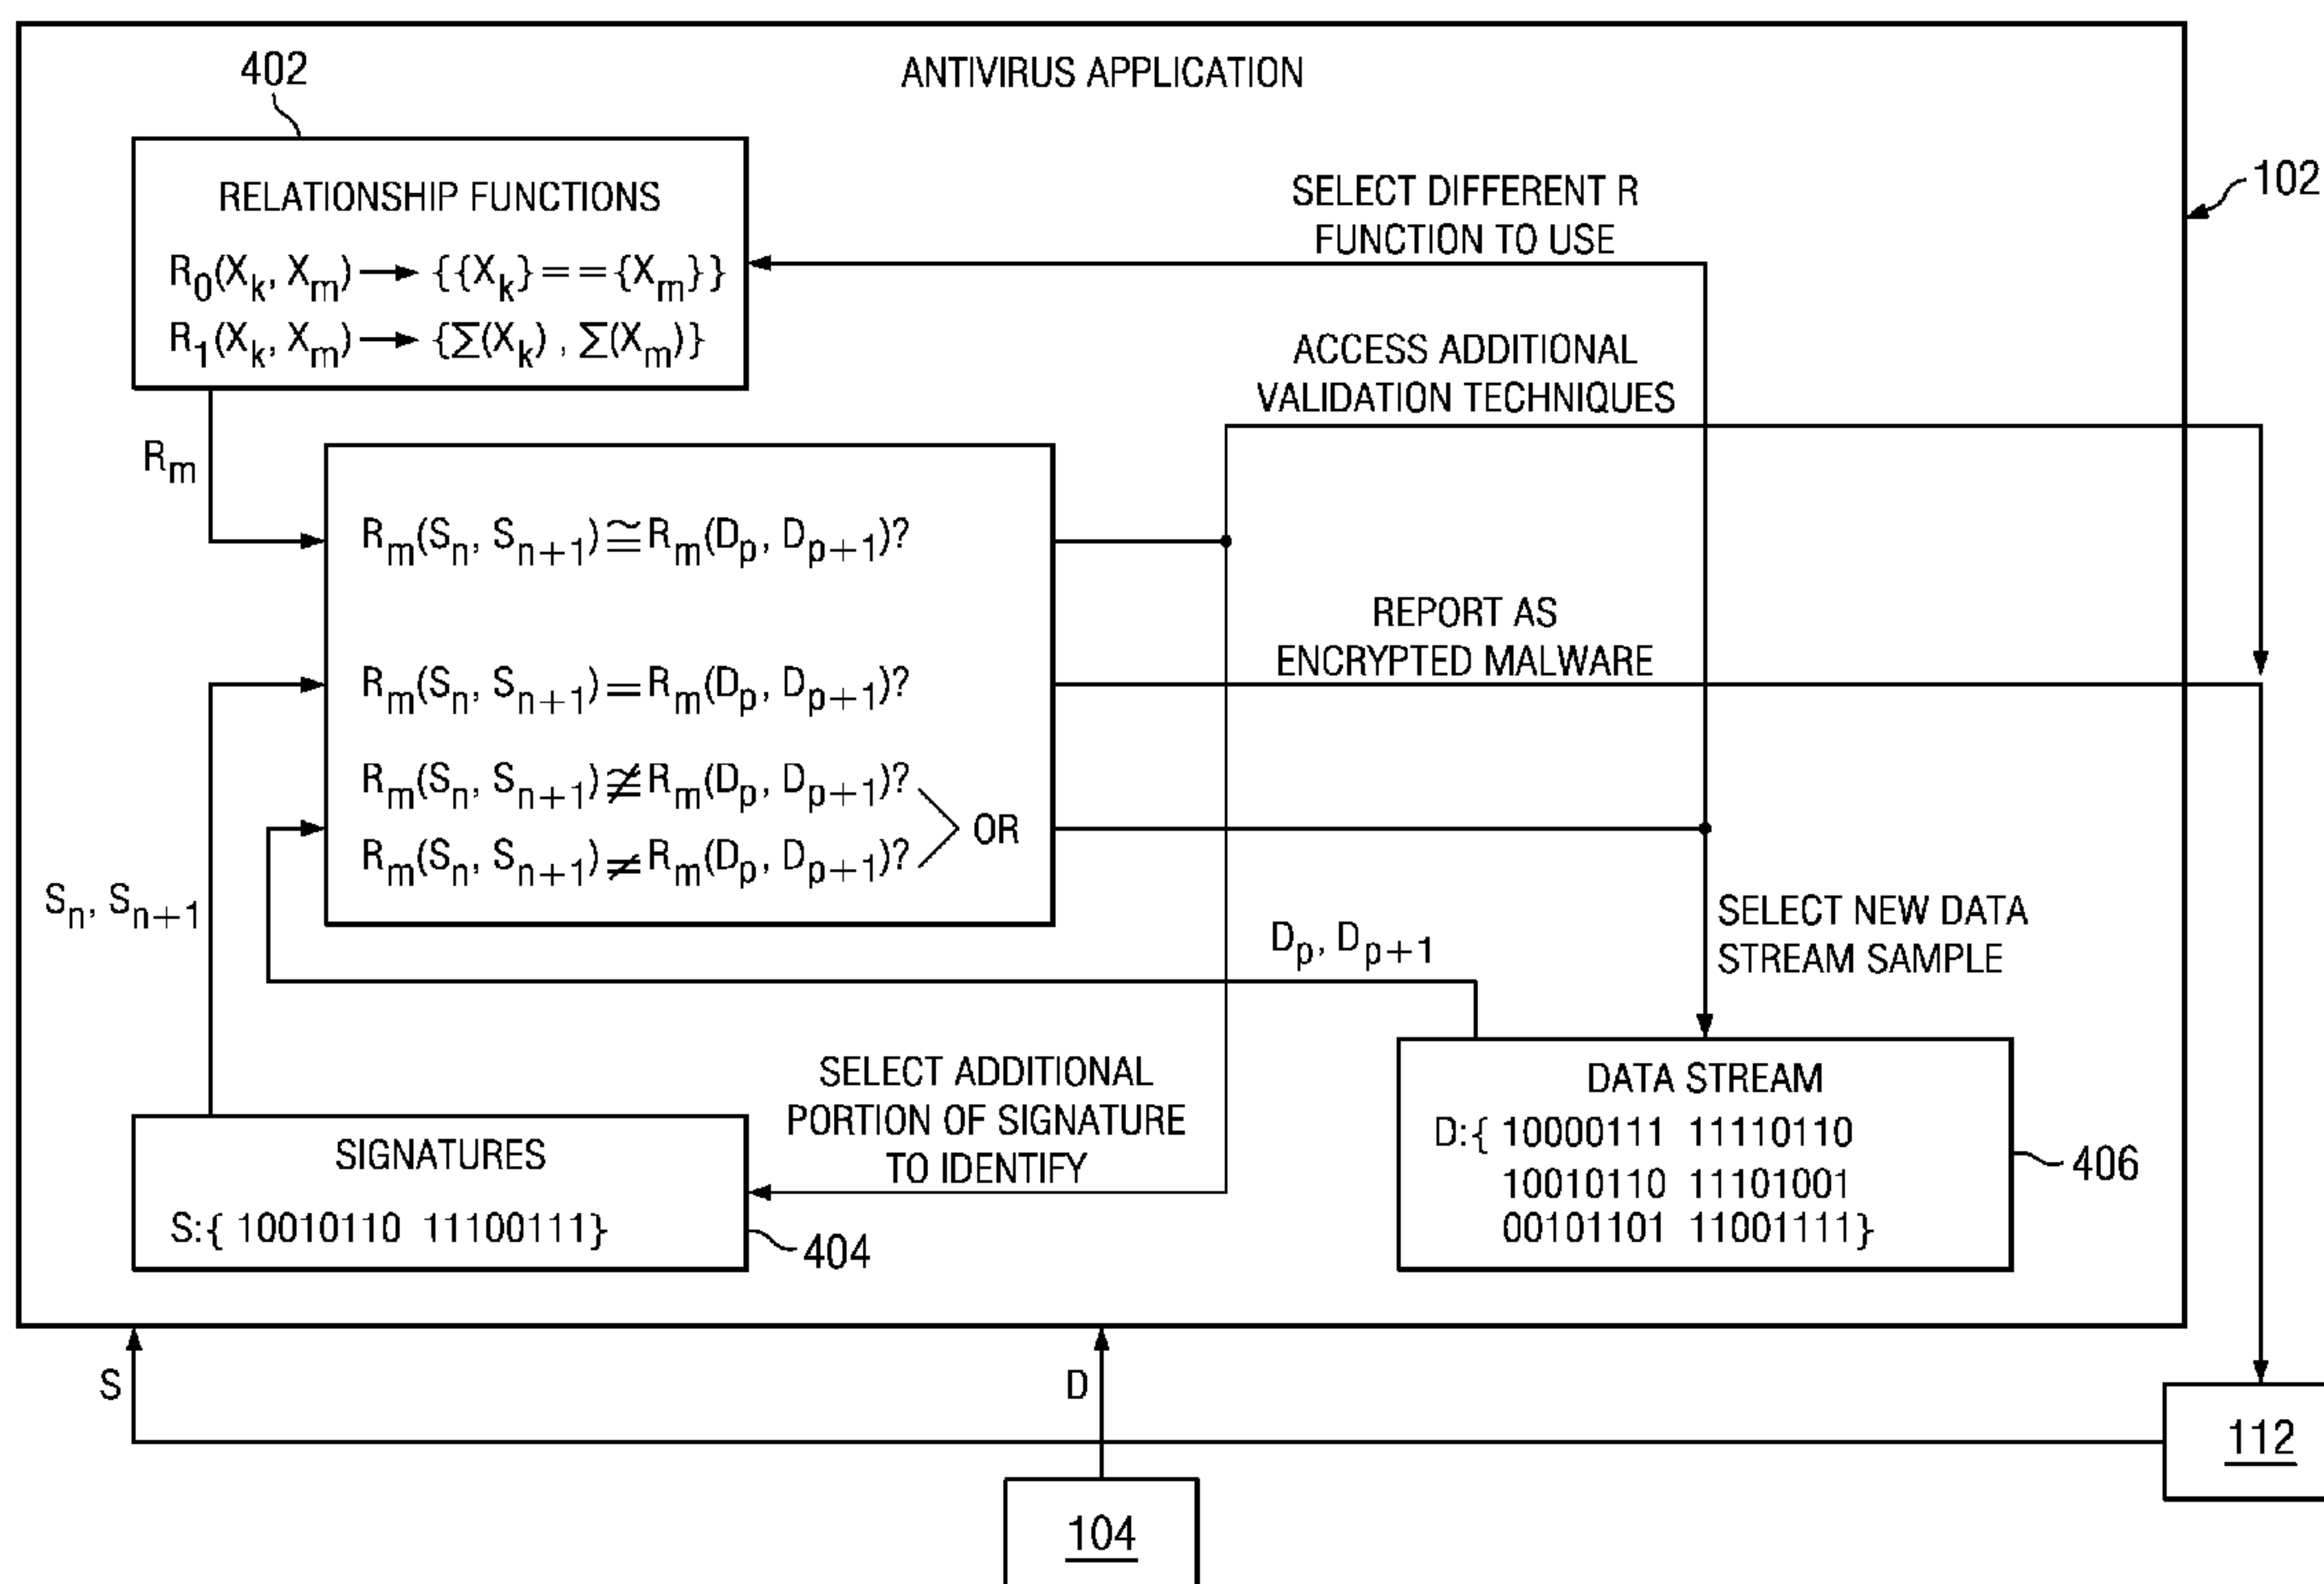 ANTIVIRUS APPLICATION
402
102
RELATIONSHIP FUNCTIONS
R₀(Xₖ, Xₘ) → {{Xₖ}=={Xₘ}}
R₁(Xₖ, Xₘ) → {Σ(Xₖ) , Σ(Xₘ)}
SELECT DIFFERENT R
FUNCTION TO USE
ACCESS ADDITIONAL
VALIDATION TECHNIQUES
Rₘ
Rₘ(Sₙ, Sₙ₊₁)≅Rₘ(Dₚ, Dₚ₊₁)?
Rₘ(Sₙ, Sₙ₊₁)=Rₘ(Dₚ, Dₚ₊₁)?
Rₘ(Sₙ, Sₙ₊₁)≇Rₘ(Dₚ, Dₚ₊₁)?
OR
Rₘ(Sₙ, Sₙ₊₁)≠Rₘ(Dₚ, Dₚ₊₁)?
REPORT AS
ENCRYPTED MALWARE
Sₙ, Sₙ₊₁
Dₚ, Dₚ₊₁
SELECT NEW DATA
STREAM SAMPLE
SELECT ADDITIONAL
PORTION OF SIGNATURE
TO IDENTIFY
SIGNATURES
S:{ 10010110 11100111}
404
DATA STREAM
D:{ 10000111 11110110
10010110 11101001
00101101 11001111}
406
S
D
112
104